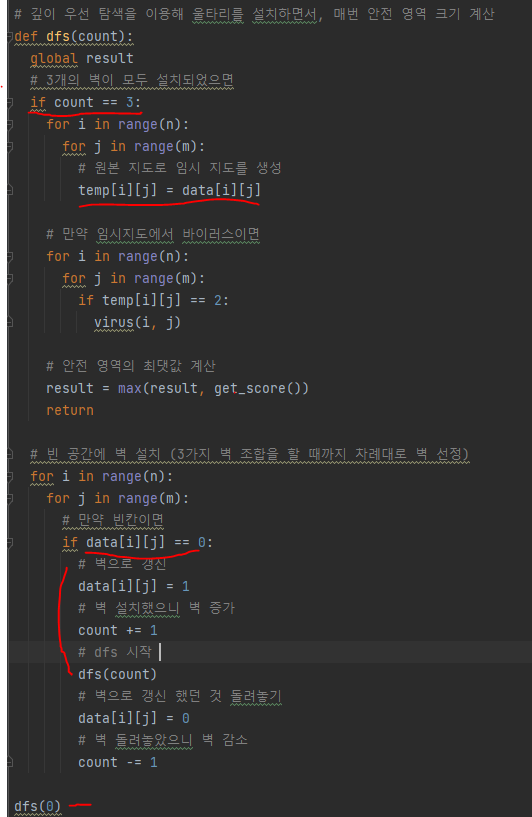 # 깊이 우선 탐색을 이용해 울타리를 설치하면서, 매번 안전 영역 크기 계산
def dfs(count):
  global result
  # 3개의 벽이 모두 설치되었으면
  if count == 3:
    for i in range(n):
      for j in range(m):
        # 원본 지도로 임시 지도를 생성
        temp[i][j] = data[i][j]

    # 만약 임시지도에서 바이러스이면
    for i in range(n):
      for j in range(m):
        if temp[i][j] == 2:
          virus(i, j)

    # 안전 영역의 최댓값 계산
    result = max(result, get_score())
    return

  # 빈 공간에 벽 설치 (3가지 벽 조합을 할 때까지 차례대로 벽 선정)
  for i in range(n):
    for j in range(m):
      # 만약 빈칸이면
      if data[i][j] == 0:
        # 벽으로 갱신
        data[i][j] = 1
        # 벽 설치했으니 벽 증가
        count += 1
        # dfs 시작
        dfs(count)
        # 벽으로 갱신 했던 것 돌려놓기
        data[i][j] = 0
        # 벽 돌려놓았으니 벽 감소
        count -= 1

dfs(0)